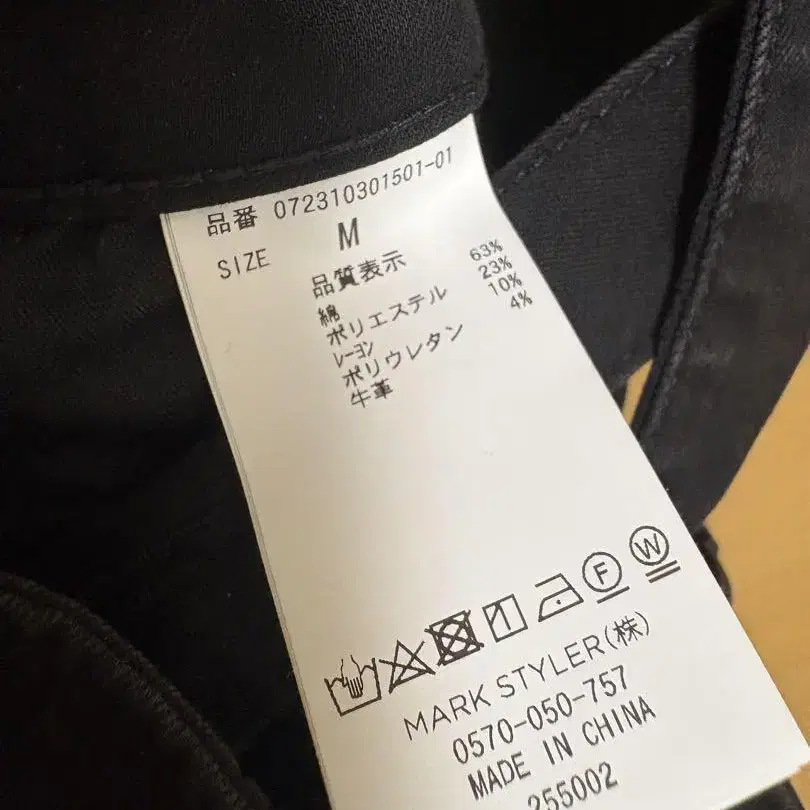 品番 072310301501-01
SIZE M
品質表示
綿 63%
ポリエステル 23%
レーヨン 10%
ポリウレタン 4%
牛革
F W
MARK STYLER(株)
0570-050-757
MADE IN CHINA
255002